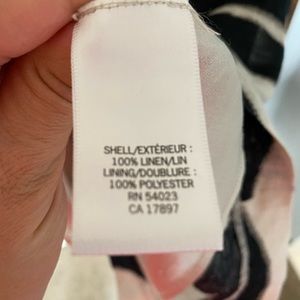 SHELL/EXTÉRIEUR :
100% LINEN/LIN
LINING/DOUBLURE :
100% POLYESTER
RN 54023
CA 17897